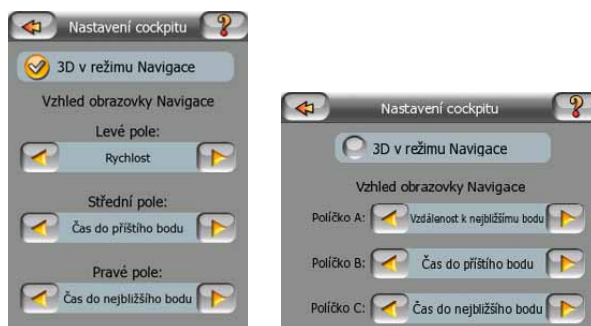 Nastavení cockpitu
3D v režimu Navigace
Vzhled obrazovky Navigace
Levé pole:
Rychlost
Střední pole:
Čas do příštího bodu
Pravé pole:
Čas do nejbližšího bodu
Nastavení cockpitu
3D v režimu Navigace
Vzhled obrazovky Navigace
Políčko A: Vzdálenost k nejbližšímu bodu
Políčko B: Čas do příštího bodu
Políčko C: Čas do nejbližšího bodu